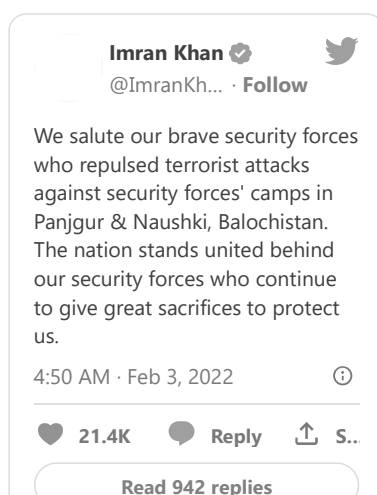 Imran Khan
@ImranKh... · Follow
We salute our brave security forces
who repulsed terrorist attacks
against security forces' camps in
Panjgur & Naushki, Balochistan.
The nation stands united behind
our security forces who continue
to give great sacrifices to protect
us.
4:50 AM · Feb 3, 2022
21.4K Reply S...
Read 942 replies